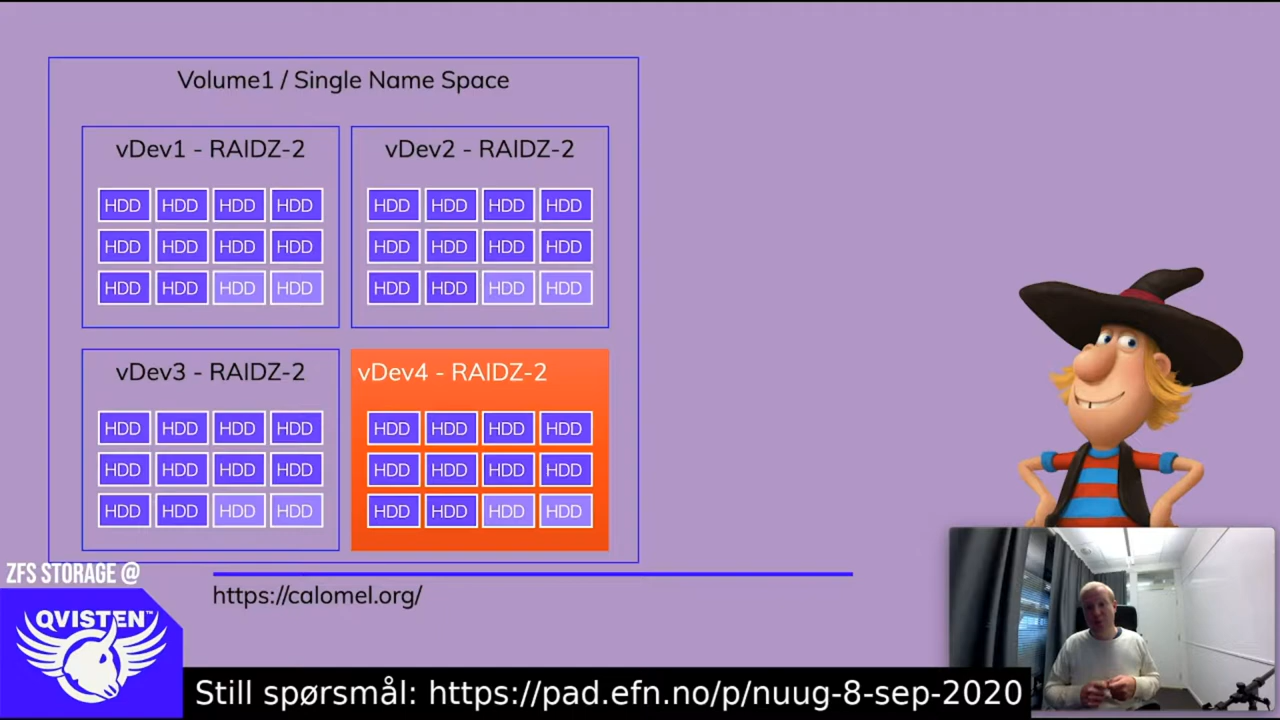 Volume1 / Single Name Space
vDev1 - RAIDZ-2
HDD HDD HDD HDD
HDD HDD HDD HDD
HDD HDD HDD HDD
vDev2 - RAIDZ-2
HDD HDD HDD HDD
HDD HDD HDD HDD
HDD HDD HDD HDD
vDev3 - RAIDZ-2
HDD HDD HDD HDD
HDD HDD HDD HDD
HDD HDD HDD HDD
vDev4 - RAIDZ-2
HDD HDD HDD HDD
HDD HDD HDD HDD
HDD HDD HDD HDD
ZFS STORAGE @
QVISTEN™
https://calomel.org/
Still spørsmål: https://pad.efn.no/p/nuug-8-sep-2020